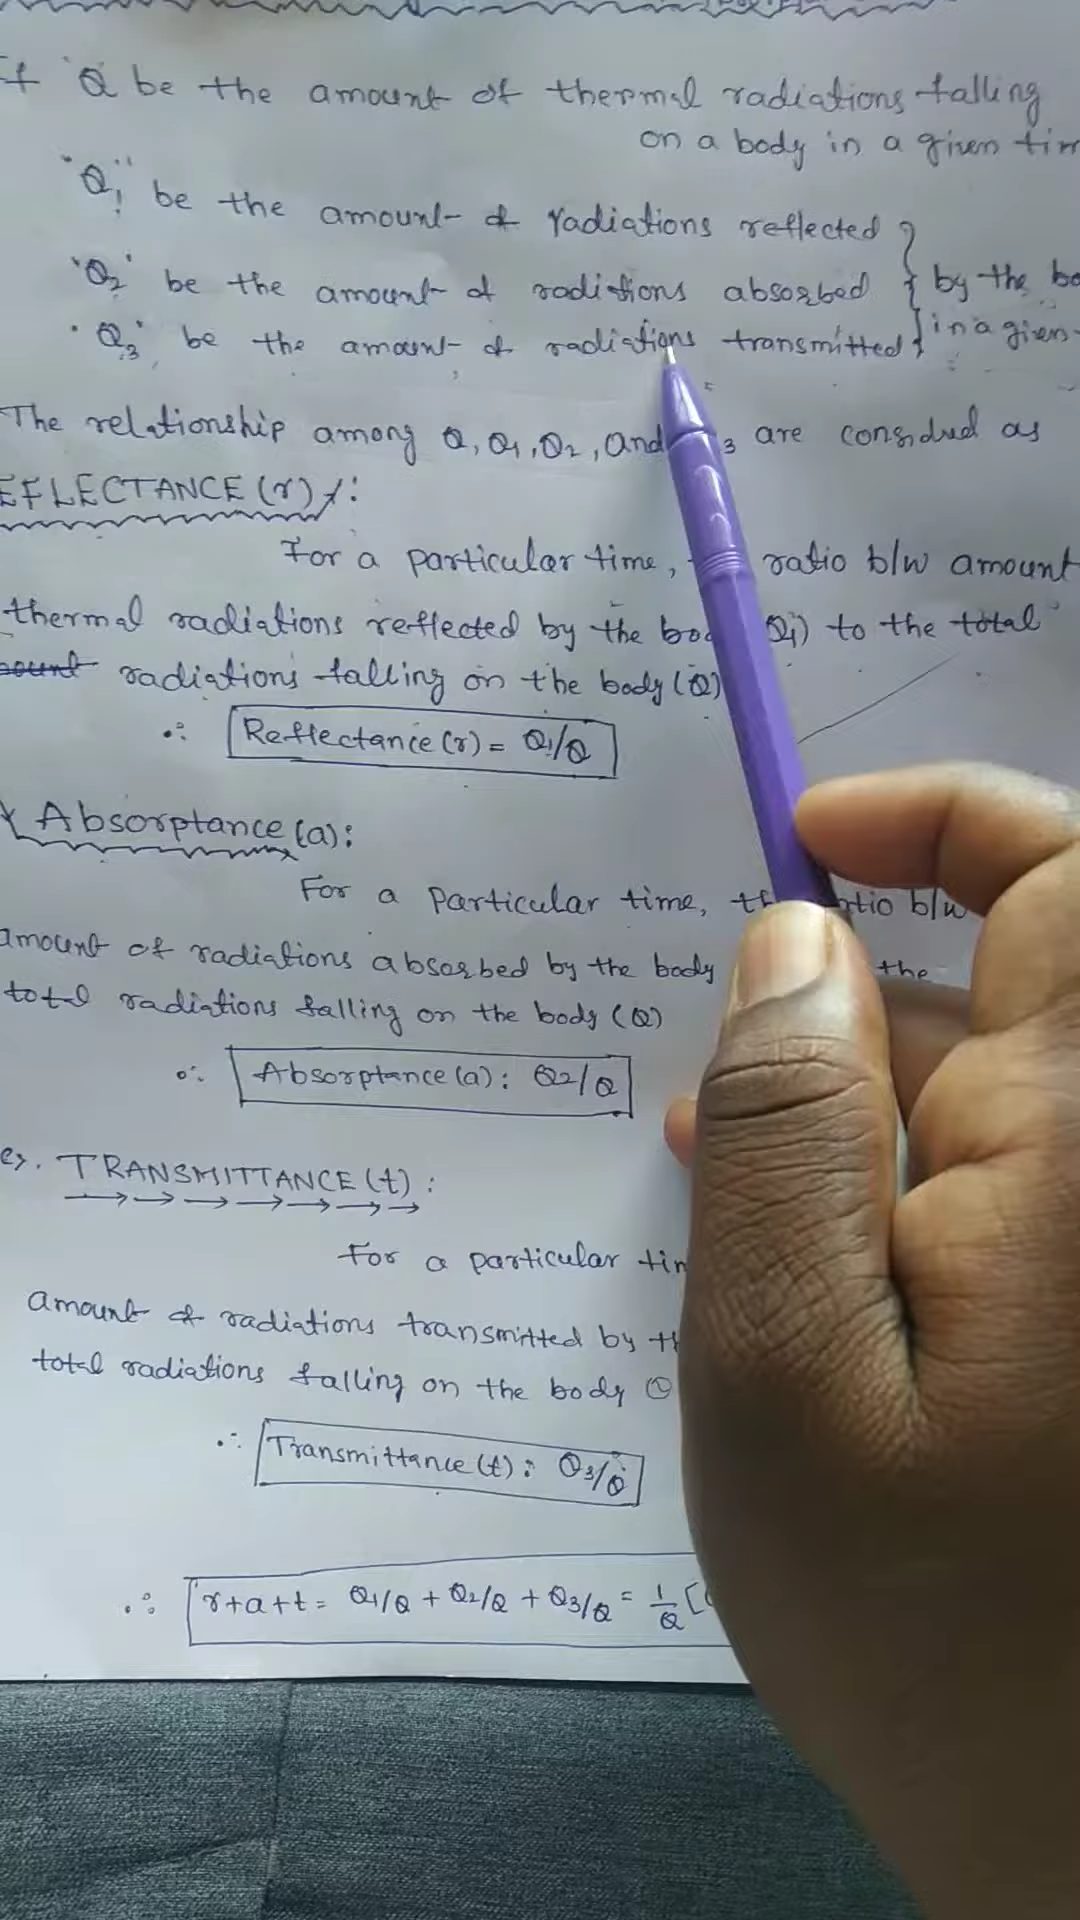 If 'Q be the amount of thermal radiations falling
on a body in a given
"Q1" be the amount of radiations reflected
'Q2' be the amount of radiations absorbed } by the
'Q3' be the amount of radiations transmitted } in a given
The relationship among Q, Q1, Q2, and 3 are considred as
EFLECTANCE (r):
For a particular time, ratio b/w amount
thermal radiations reflected by the Q1) to the total
radiations falling on the body (Q)
∴ Reflectance (r) = Q1/Q
Absorptance (a):
For a particular time, b/w
amount of radiations absorbed by the body the
total radiations falling on the body (Q)
∴ Absorptance (a): Q2/Q
TRANSMITTANCE (t):
For a particular
amount of radiations transmitted by
total radiations falling on the body
∴ Transmittance (t): Q3/Q
∴ r+a+t = Q1/Q + Q2/Q + Q3/Q = 1/Q [